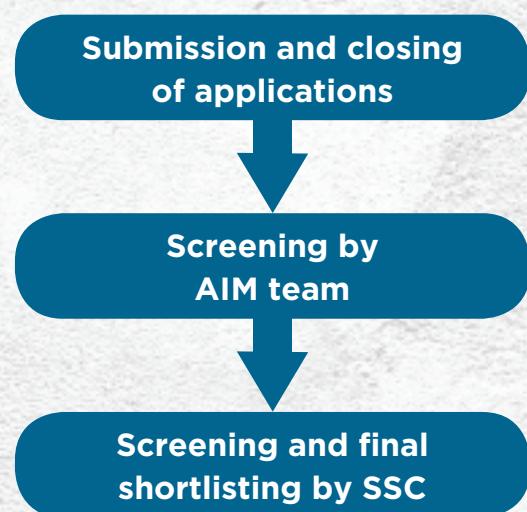 Submission and closing
of applications
Screening by
AIM team
Screening and final
shortlisting by SSC